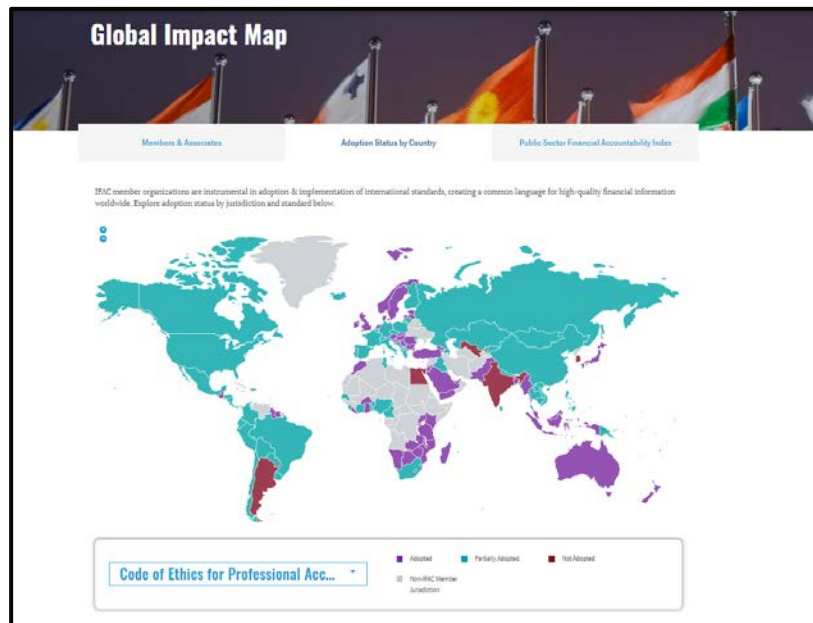 Global Impact Map
Members & Associates
Adoption Status by Country
Public Sector Financial Accountability Index
IFAC member organizations are instrumental in adoption & implementation of international standards, creating a common language for high-quality financial information
worldwide. Explore adoption status by jurisdiction and standard below.
Code of Ethics for Professional Acc...
Adopted
Partially Adopted
Not Adopted
Non-IFAC Member
Jurisdiction